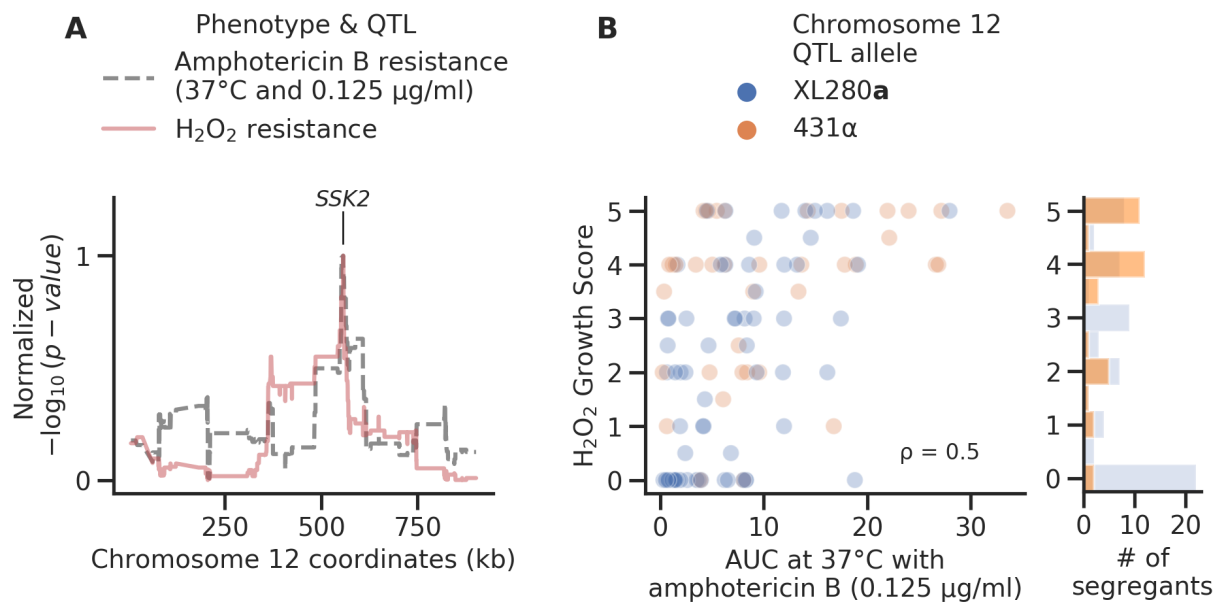 A
Phenotype & QTL
Amphotericin B resistance
(37°C and 0.125 µg/ml)
H₂O₂ resistance
SSK2
1
0
Normalized
−log₁₀(p − value)
250
500
750
Chromosome 12 coordinates (kb)
B
Chromosome 12
QTL allele
XL280a
431α
5
4
3
2
1
0
H₂O₂ Growth Score
ρ = 0.5
0
10
20
30
AUC at 37°C with
amphotericin B (0.125 µg/ml)
5
4
3
2
1
0
0
10
20
# of
segregants